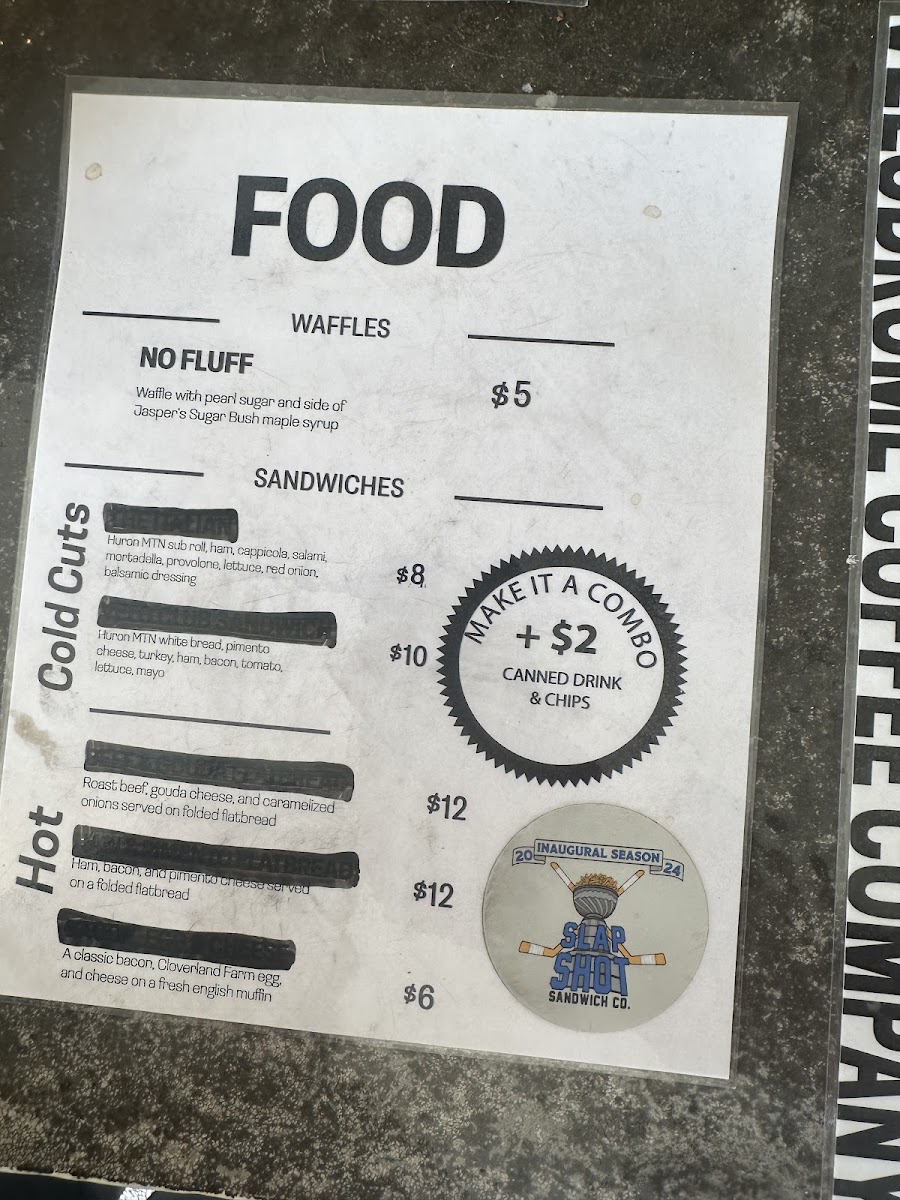 FOOD
WAFFLES
NO FLUFF
Waffle with pearl sugar and side of
Jasper's Sugar Bush maple syrup
$5
SANDWICHES
Cold Cuts
Huron MTN sub roll, ham, cappicola, salami,
mortadella, provolone, lettuce, red onion,
balsamic dressing
$8
Huron MTN white bread, pimento
cheese, turkey, ham, bacon, tomato,
lettuce, mayo
$10
MAKE IT A COMBO
+ $2
CANNED DRINK
& CHIPS
Hot
Roast beef, gouda cheese, and caramelized
onions served on folded flatbread
$12
Ham, bacon, and pimento cheese served
on a folded flatbread
$12
A classic bacon, Cloverland Farm egg,
and cheese on a fresh english muffin
$6
20 INAUGURAL SEASON 24
SLAP
SHOT
SANDWICH CO.
COFFEE COMPANY